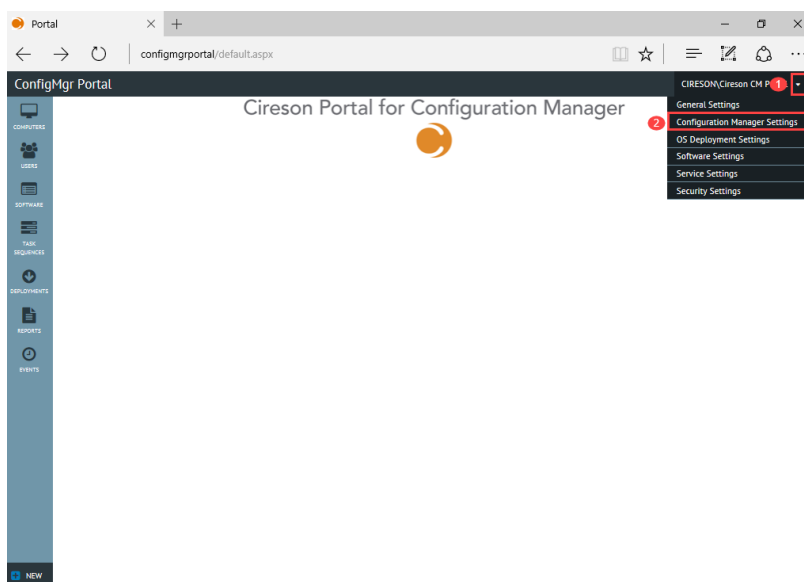 Portal
configmgrportal/default.aspx
ConfigMgr Portal
CIRESON\Cireson CM P
1
Cireson Portal for Configuration Manager
General Settings
2
Configuration Manager Settings
OS Deployment Settings
Software Settings
Service Settings
Security Settings
COMPUTERS
USERS
SOFTWARE
TASK
SEQUENCES
DEPLOYMENTS
REPORTS
EVENTS
NEW